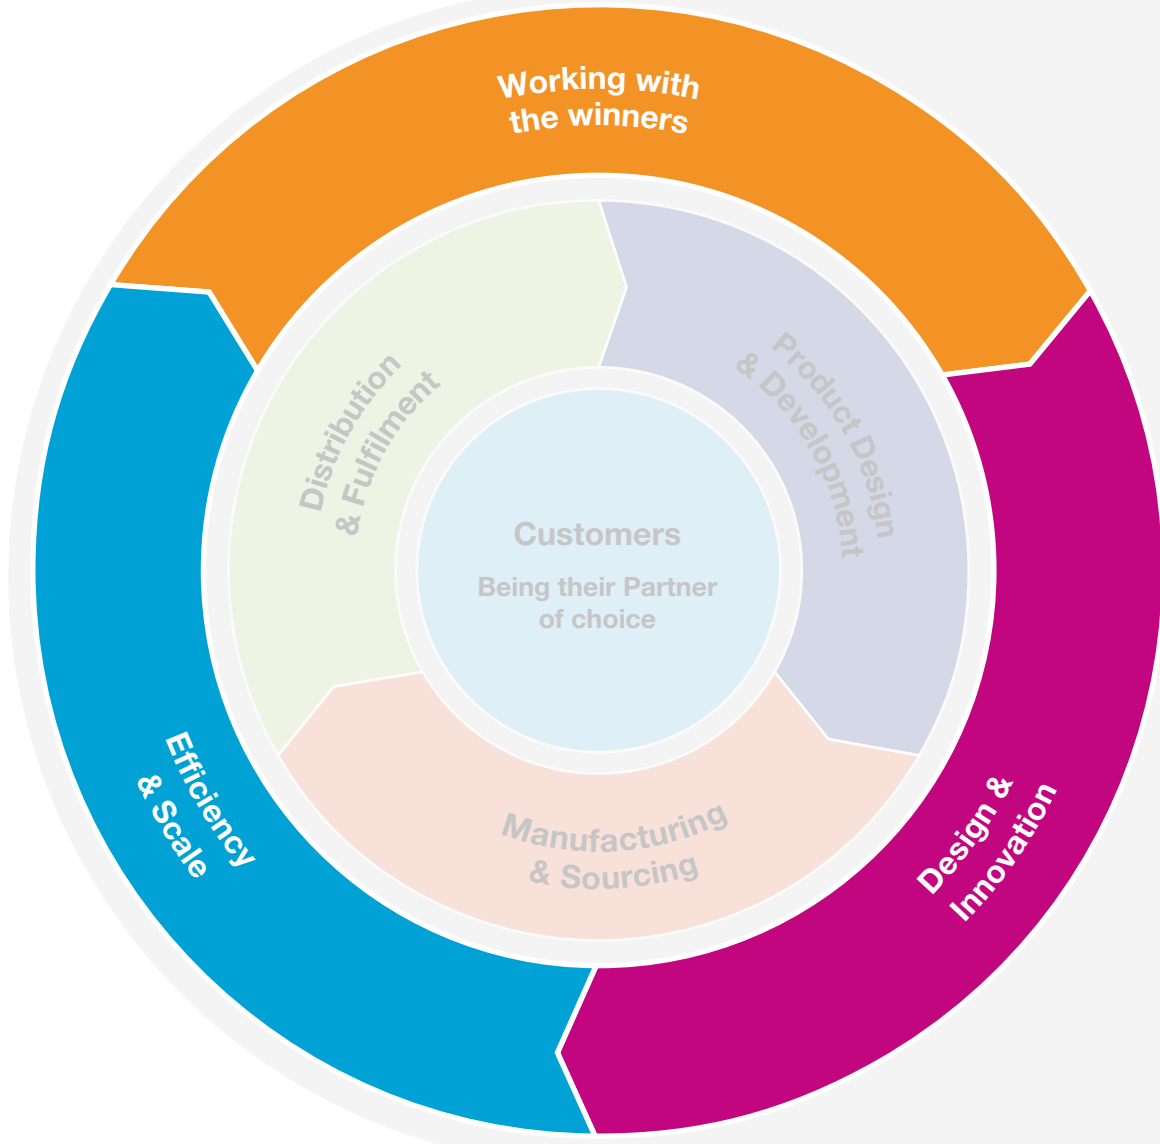 Working with
the winners
Distribution
& Fulfilment
Product Design
& Development
Customers
Being their Partner
of choice
Manufacturing
& Sourcing
Efficiency
& Scale
Design &
Innovation